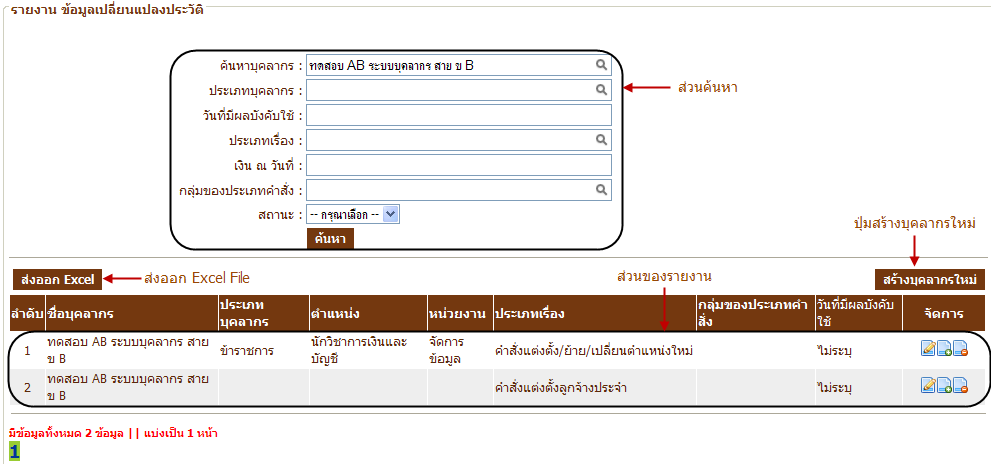 รายงาน ข้อมูลเปลี่ยนแปลงประวัติ
ค้นหาบุคลากร : ทดสอบ AB ระบบบุคลากร สาย ข B
ประเภทบุคลากร :
ส่วนค้นหา
วันที่มีผลบังคับใช้ :
ประเภทเรื่อง :
เงิน ณ วันที่ :
กลุ่มของประเภทคำสั่ง :
สถานะ : -- กรุณาเลือก --
ค้นหา
ปุ่มสร้างบุคลากรใหม่
ส่งออก Excel ส่งออก Excel File ส่วนของรายงาน สร้างบุคลากรใหม่
ลำดับ ชื่อบุคลากร ประเภทบุคลากร ตำแหน่ง หน่วยงาน ประเภทเรื่อง กลุ่มของประเภทคำสั่ง วันที่มีผลบังคับใช้ จัดการ
1 ทดสอบ AB ระบบบุคลากร สาย ข B ข้าราชการ นักวิชาการเงินและบัญชี จัดการข้อมูล คำสั่งแต่งตั้ง/ย้าย/เปลี่ยนตำแหน่งใหม่ ไม่ระบุ
2 ทดสอบ AB ระบบบุคลากร สาย ข B คำสั่งแต่งตั้งลูกจ้างประจำ ไม่ระบุ
มีข้อมูลทั้งหมด 2 ข้อมูล || แบ่งเป็น 1 หน้า
1